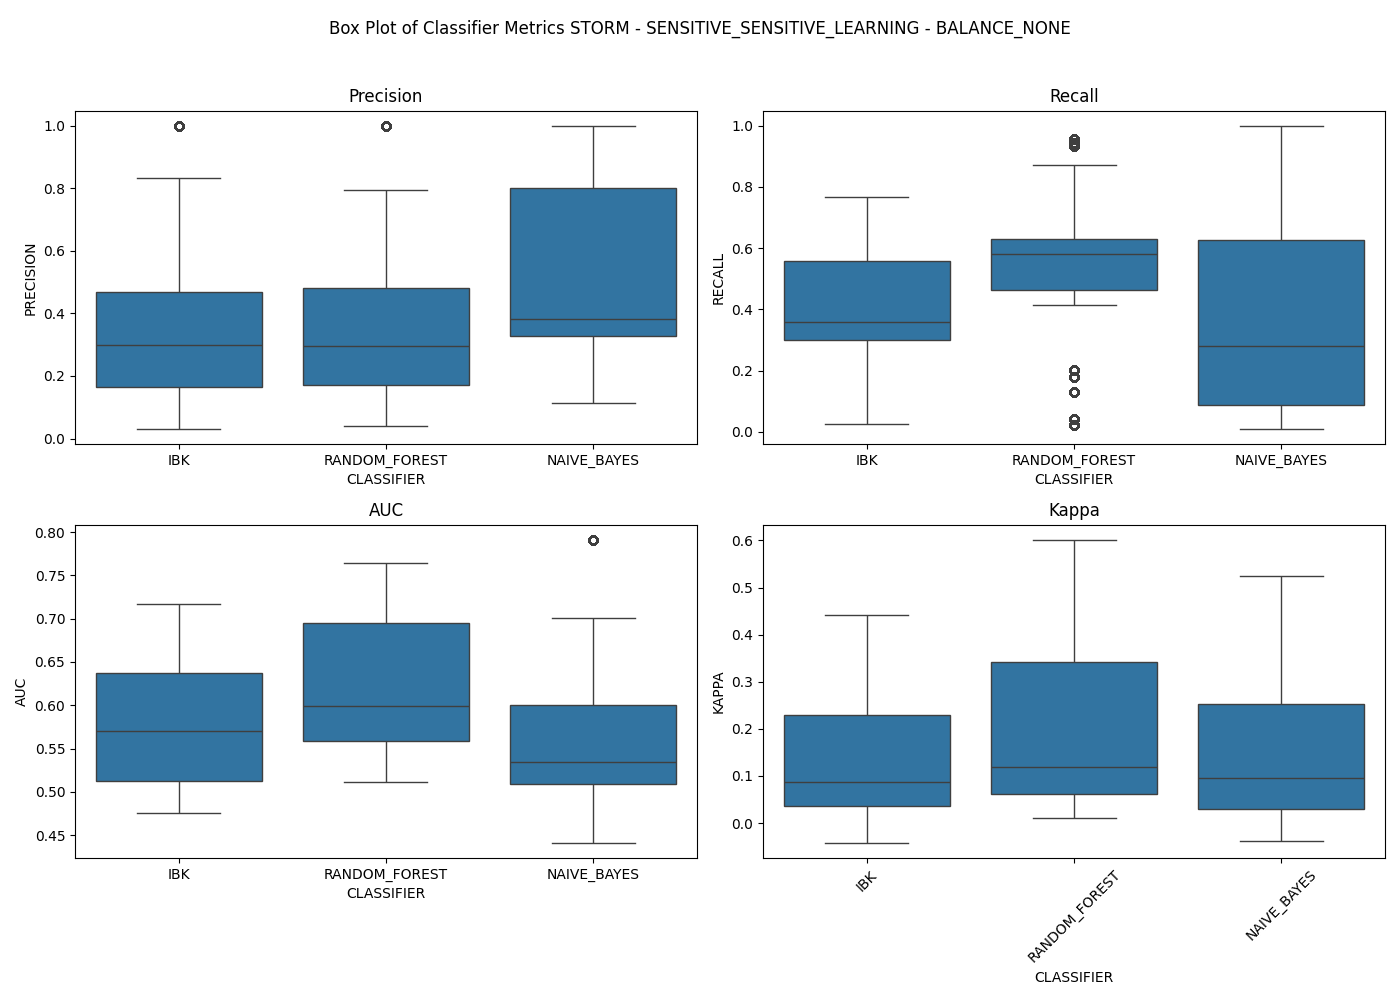 Box Plot of Classifier Metrics STORM - SENSITIVE_SENSITIVE_LEARNING - BALANCE_NONE
Precision
1.0
0.8
0.6
0.4
0.2
0.0
PRECISION
IBK RANDOM_FOREST NAIVE_BAYES
CLASSIFIER
Recall
1.0
0.8
0.6
0.4
0.2
0.0
RECALL
IBK RANDOM_FOREST NAIVE_BAYES
CLASSIFIER
AUC
0.80
0.75
0.70
0.65
0.60
0.55
0.50
0.45
AUC
IBK RANDOM_FOREST NAIVE_BAYES
CLASSIFIER
Kappa
0.6
0.5
0.4
0.3
0.2
0.1
0.0
KAPPA
IBK
RANDOM_FOREST
NAIVE_BAYES
CLASSIFIER